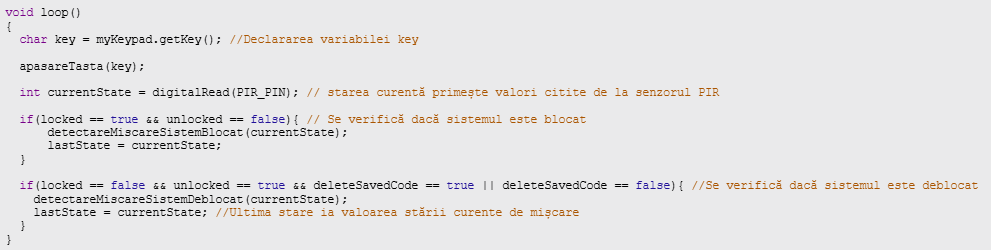 void loop()
{
  char key = myKeypad.getKey(); //Declararea variabilei key
  apasareTasta(key);
  int currentState = digitalRead(PIR_PIN); // starea curentă primește valori citite de la senzorul PIR
  if(locked == true && unlocked == false){ // Se verifică dacă sistemul este blocat
      detectareMiscareSistemBlocat(currentState);
      lastState = currentState;
  }
  if(locked == false && unlocked == true && deleteSavedCode == true || deleteSavedCode == false){ //Se verifică dacă sistemul este deblocat
    detectareMiscareSistemDeblocat(currentState);
    lastState = currentState; //Ultima stare ia valoarea stării curente de mișcare
  }
}